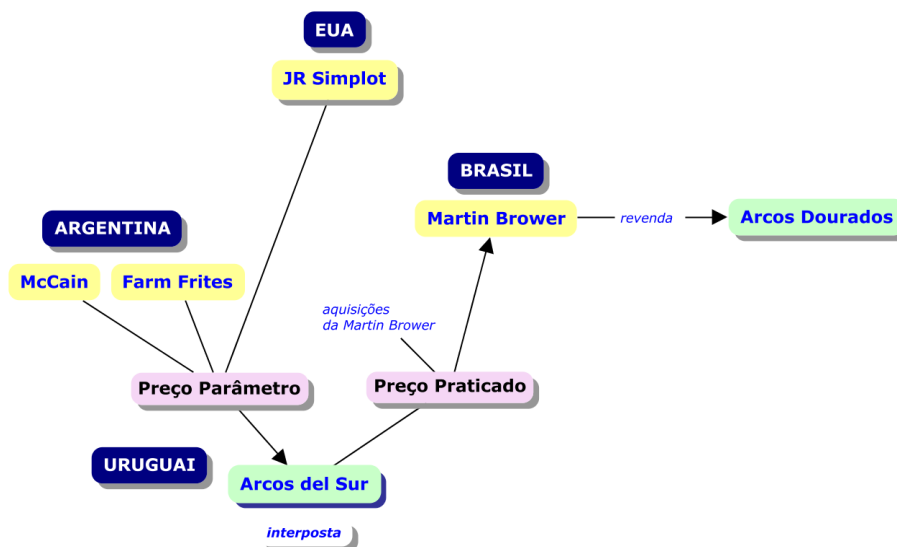 EUA
JR Simplot
BRASIL
Martin Brower
revenda
Arcos Dourados
ARGENTINA
McCain
Farm Frites
aquisições
da Martin Brower
Preço Parâmetro
Preço Praticado
URUGUAI
Arcos del Sur
interposta